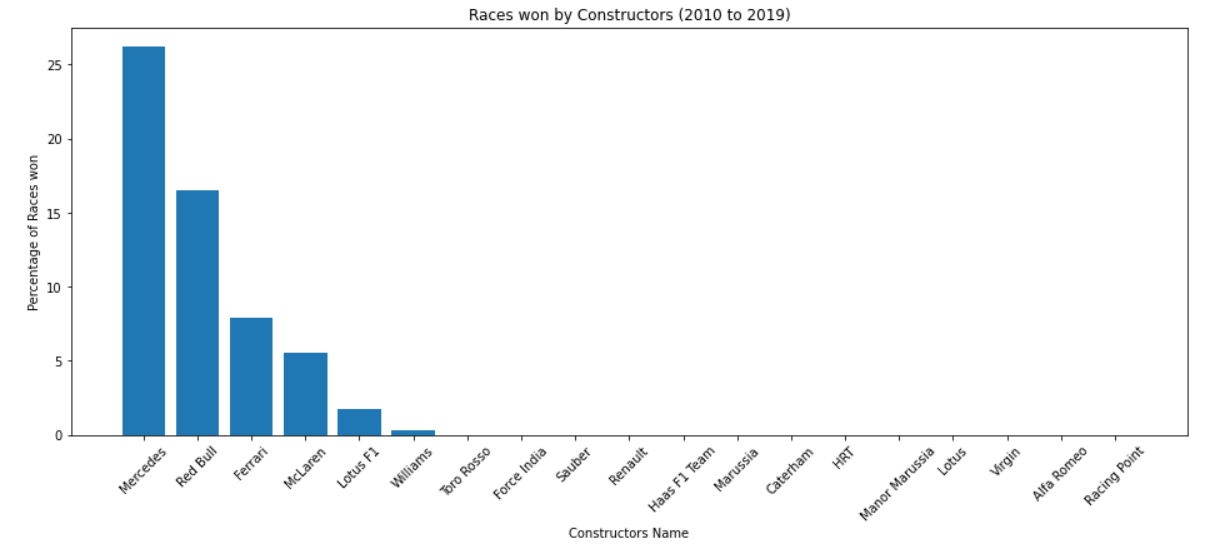 Races won by Constructors (2010 to 2019)
Percentage of Races won
25
20
15
10
5
0
Mercedes
Red Bull
Ferrari
McLaren
Lotus F1
Williams
Toro Rosso
Force India
Sauber
Renault
Haas F1 Team
Marussia
Caterham
HRT
Manor Marussia
Lotus
Virgin
Alfa Romeo
Racing Point
Constructors Name